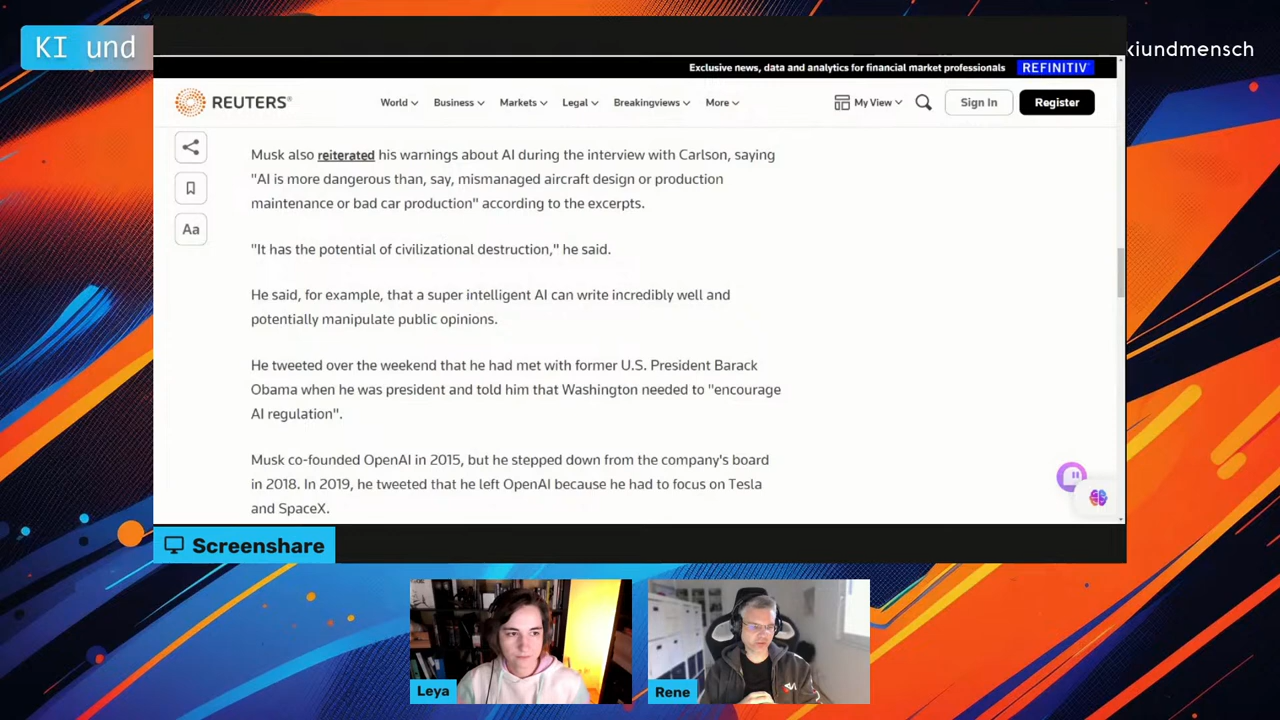 KI und
kiundmensch
Exclusive news, data and analytics for financial market professionals REFINITIV
REUTERS®
World Business Markets Legal Breakingviews More
My View
Sign In
Register
Musk also reiterated his warnings about AI during the interview with Carlson, saying
"AI is more dangerous than, say, mismanaged aircraft design or production
maintenance or bad car production" according to the excerpts.
"It has the potential of civilizational destruction," he said.
He said, for example, that a super intelligent AI can write incredibly well and
potentially manipulate public opinions.
He tweeted over the weekend that he had met with former U.S. President Barack
Obama when he was president and told him that Washington needed to "encourage
AI regulation".
Musk co-founded OpenAI in 2015, but he stepped down from the company's board
in 2018. In 2019, he tweeted that he left OpenAI because he had to focus on Tesla
and SpaceX.
Aa
Screenshare
Leya
Rene